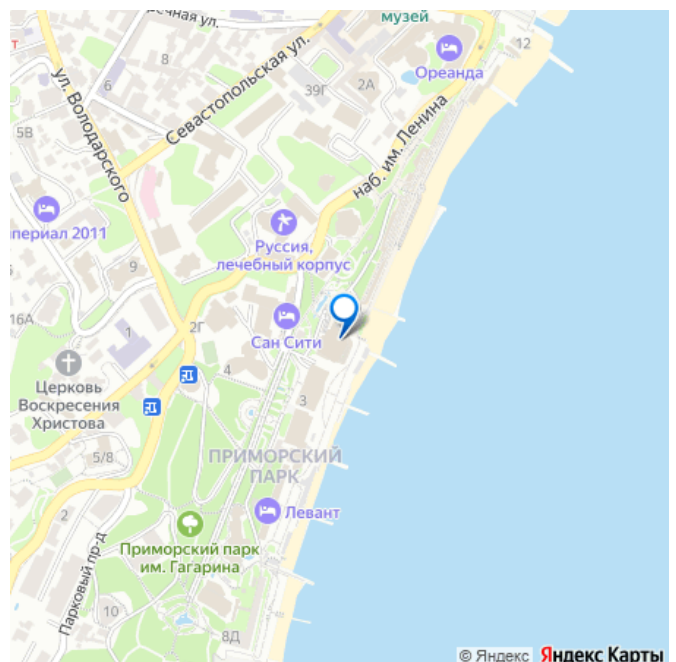 ечная ул.
музей
12
Ореанда
т
8
6
39Г
2А
Севастопольская ул.
ул. Володарского
5В
наб. им. Ленина
периал 2011
Руссия,
лечебный корпус
9
16А
1
2Г
Сан Сити
4
Церковь
Воскресения
Христова
3
5/8
ПРИМОРСКИЙ
ПАРК
2
Левант
Приморский парк
им. Гагарина
Парковый пр-д
10
8Д
© Яндекс Яндекс Карты